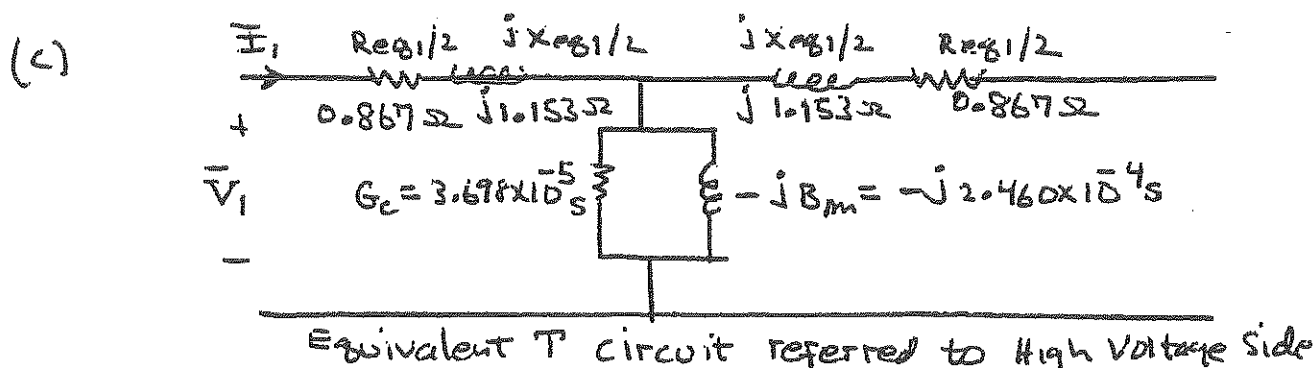 (c)
I̅₁ Req1/2 jXeq1/2 jXeq1/2 Req1/2
0.867Ω j1.153Ω j1.153Ω 0.867Ω
+
V̅₁ Gc = 3.698×10⁻⁵ S -jBm = -j2.460×10⁻⁴ S
−
Equivalent T circuit referred to High Voltage Side